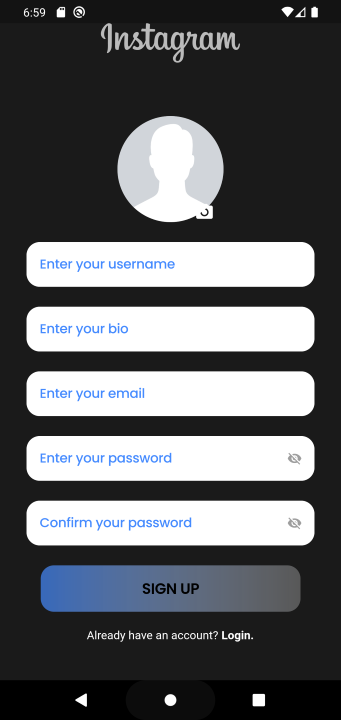 6:59
Instagram
Enter your username
Enter your bio
Enter your email
Enter your password
Confirm your password
SIGN UP
Already have an account? Login.